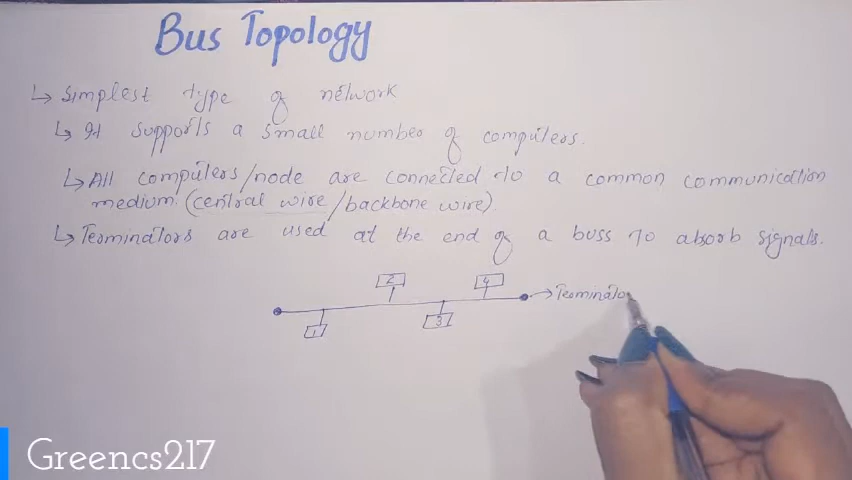 Bus Topology
↳ Simplest type of network
↳ It supports a small number of computers.
↳ All computers/node are connected to a common communication
medium. (central wire/backbone wire).
↳ Terminators are used at the end of a buss to absorb signals.
2
4
→ Terminato
1
3
Greencs217